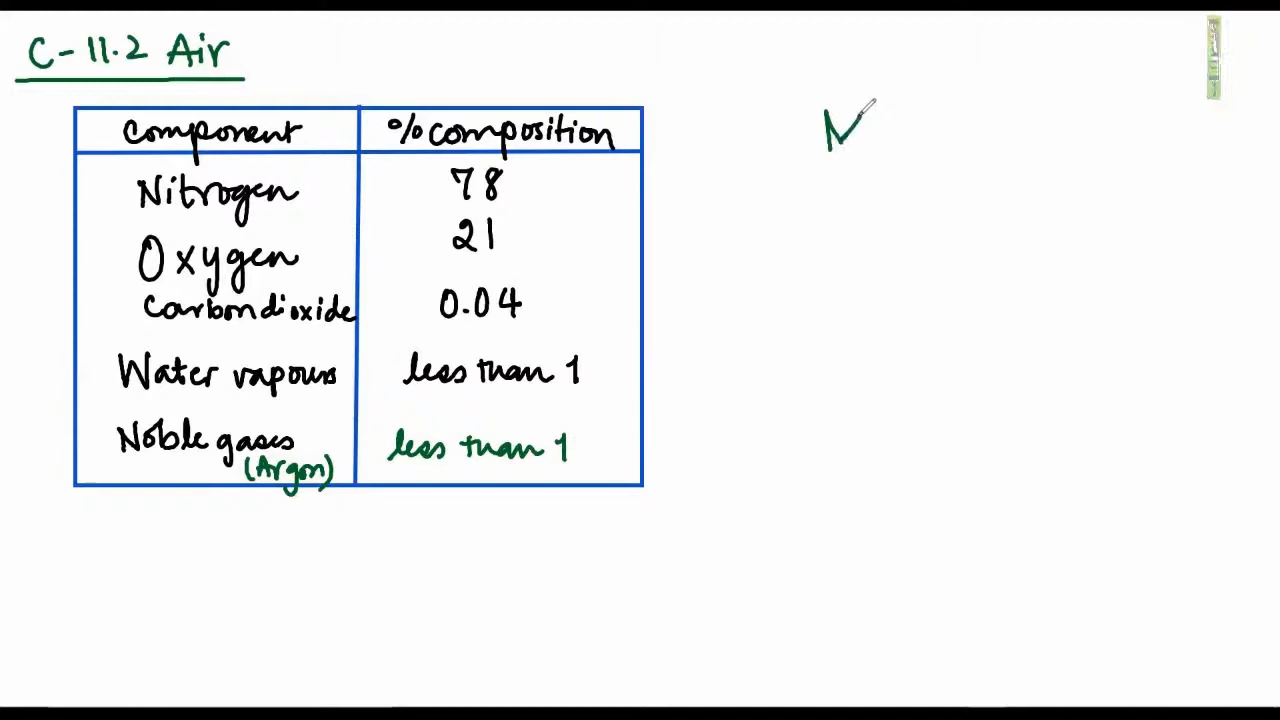 C-11.2 Air
Component % composition
Nitrogen 78
Oxygen 21
Carbondioxide 0.04
Water vapours less than 1
Noble gases less than 1
(Argon)